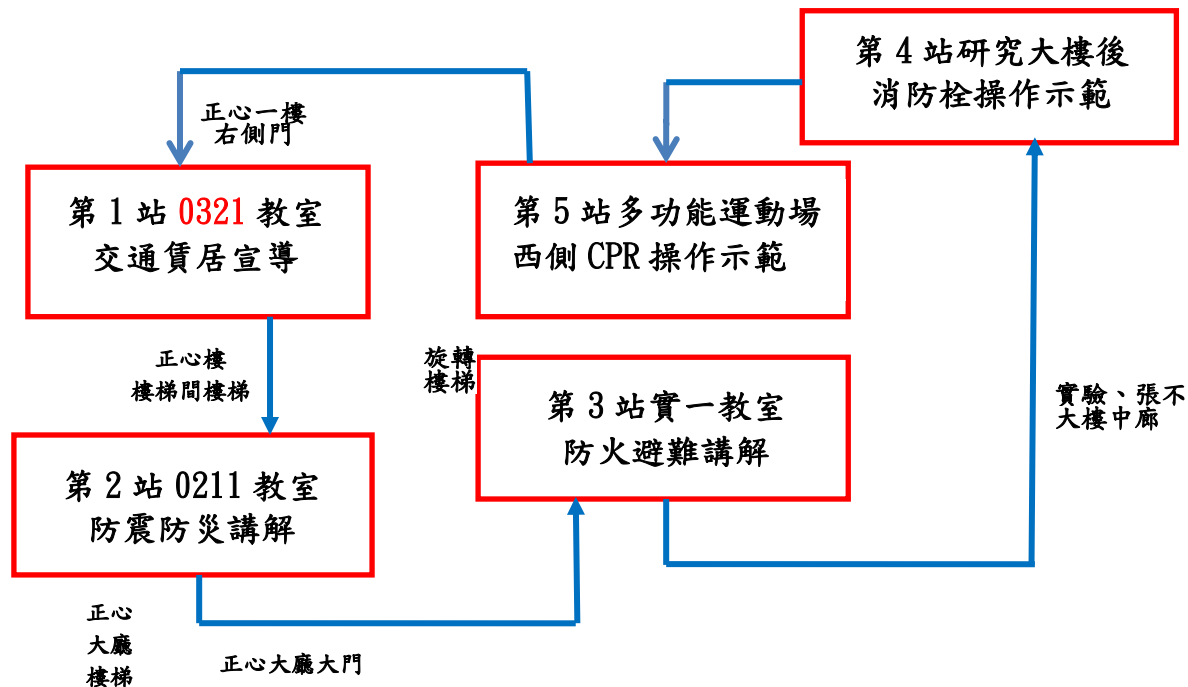 第 4 站研究大樓後
消防栓操作示範
正心一樓
右側門
第 1 站 0321 教室
交通賃居宣導
第 5 站多功能運動場
西側 CPR 操作示範
正心樓
樓梯間樓梯
旋轉
樓梯
第 3 站實一教室
防火避難講解
實驗、張不
大樓中廊
第 2 站 0211 教室
防震防災講解
正心
大廳
樓梯
正心大廳大門